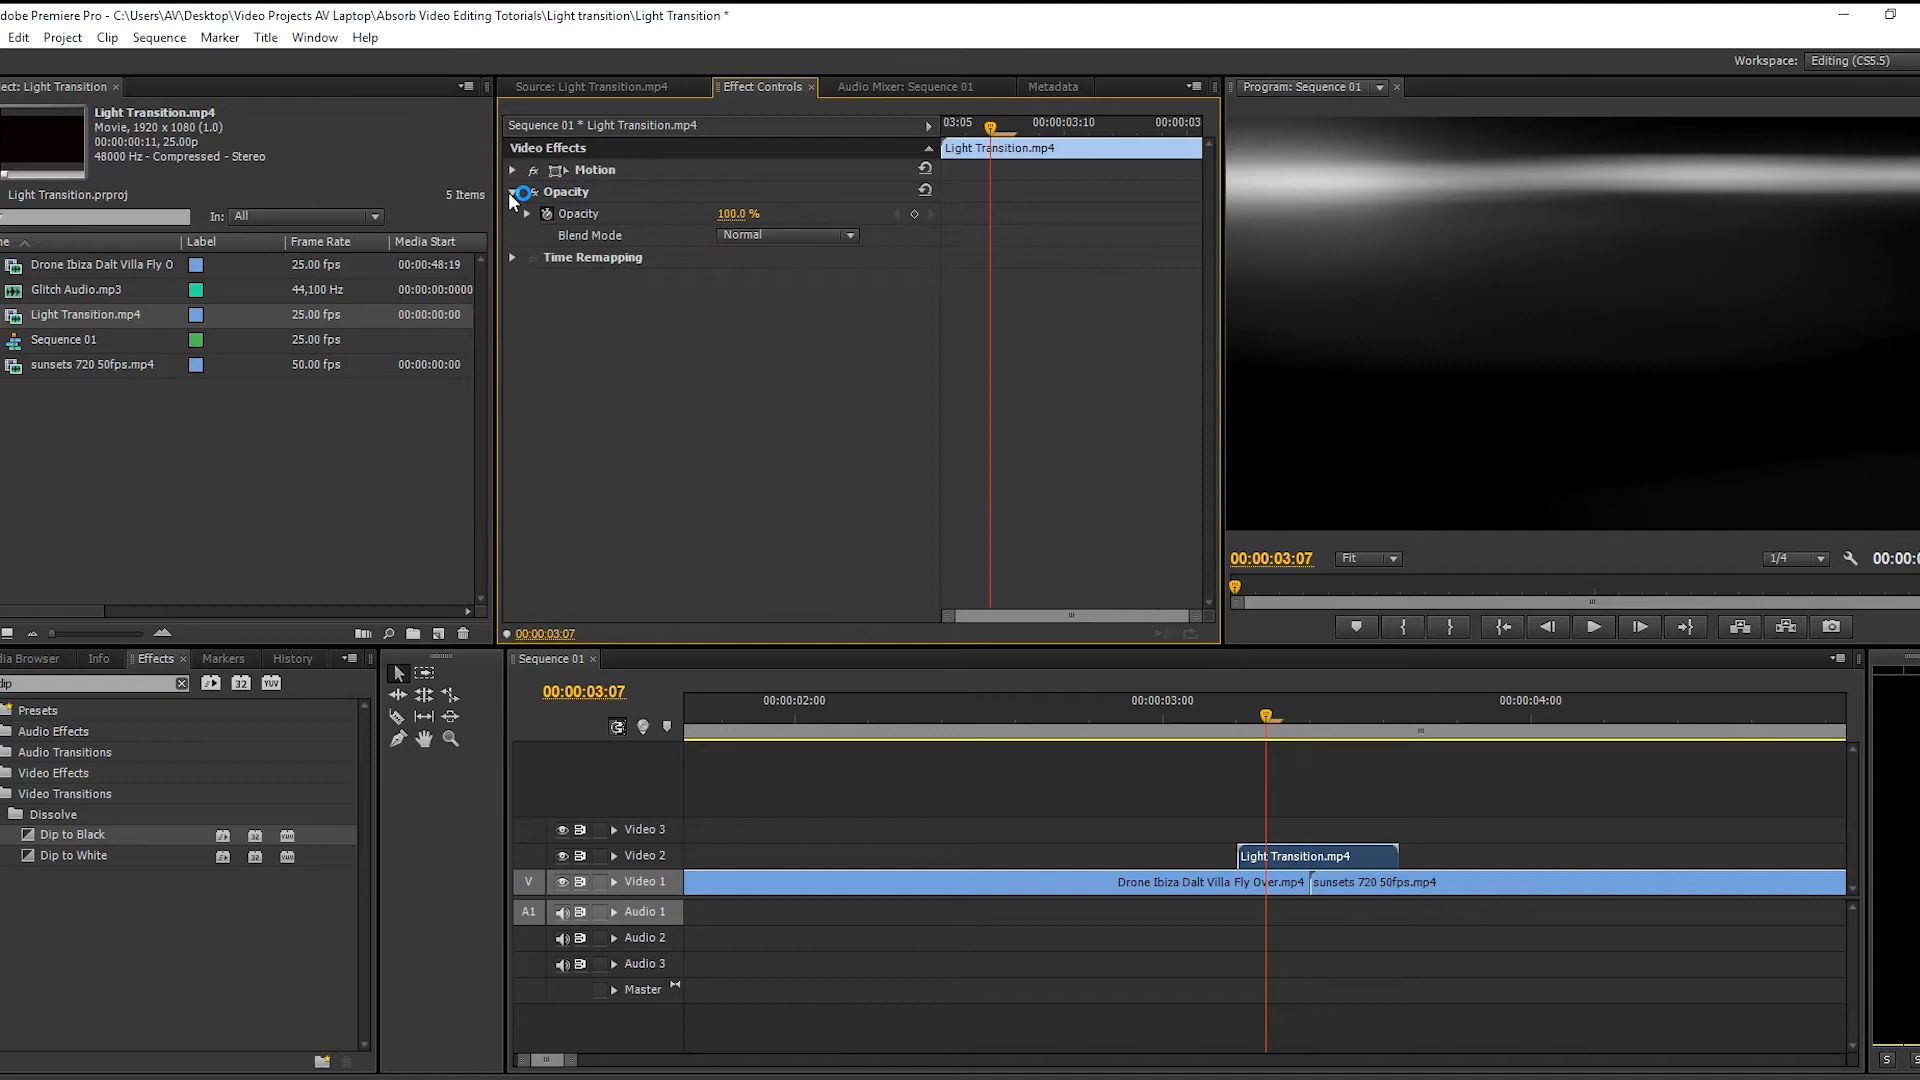 dobe Premiere Pro - C:\Users\AV\Desktop\Video Projects AV Laptop\Absorb Video Editing Totorials\Light transition\Light Transition *
Edit Project Clip Sequence Marker Title Window Help
Workspace: Editing (CS5.5)
ect: Light Transition ×
Source: Light Transition.mp4 Effect Controls × Audio Mixer: Sequence 01 Metadata
Program: Sequence 01 ×
Light Transition.mp4
Movie, 1920 x 1080 (1.0)
00:00:00:11, 25.00p
48000 Hz - Compressed - Stereo
Light Transition.prproj 5 Items
In: All
me Label Frame Rate Media Start
Drone Ibiza Dalt Villa Fly O 25.00 fps 00:00:48:19
Glitch Audio.mp3 44,100 Hz 00:00:00:0000
Light Transition.mp4 25.00 fps 00:00:00:00
Sequence 01 25.00 fps
sunsets 720 50fps.mp4 50.00 fps 00:00:00:00
Sequence 01 * Light Transition.mp4 03:05 00:00:03:10 00:00:03
Video Effects Light Transition.mp4
fx Motion
fx Opacity
Opacity 100.0 %
Blend Mode Normal
Time Remapping
00:00:03:07
00:00:03:07 Fit 1/4 00:00:
dia Browser Info Effects × Markers History
dip 32 YUV
Presets
Audio Effects
Audio Transitions
Video Effects
Video Transitions
Dissolve
Dip to Black
Dip to White
Sequence 01 ×
00:00:03:07
00:00:02:00 00:00:03:00 00:00:04:00
Video 3
Video 2 Light Transition.mp4
V Video 1 Drone Ibiza Dalt Villa Fly Over.mp4 sunsets 720 50fps.mp4
A1 Audio 1
Audio 2
Audio 3
Master
S S